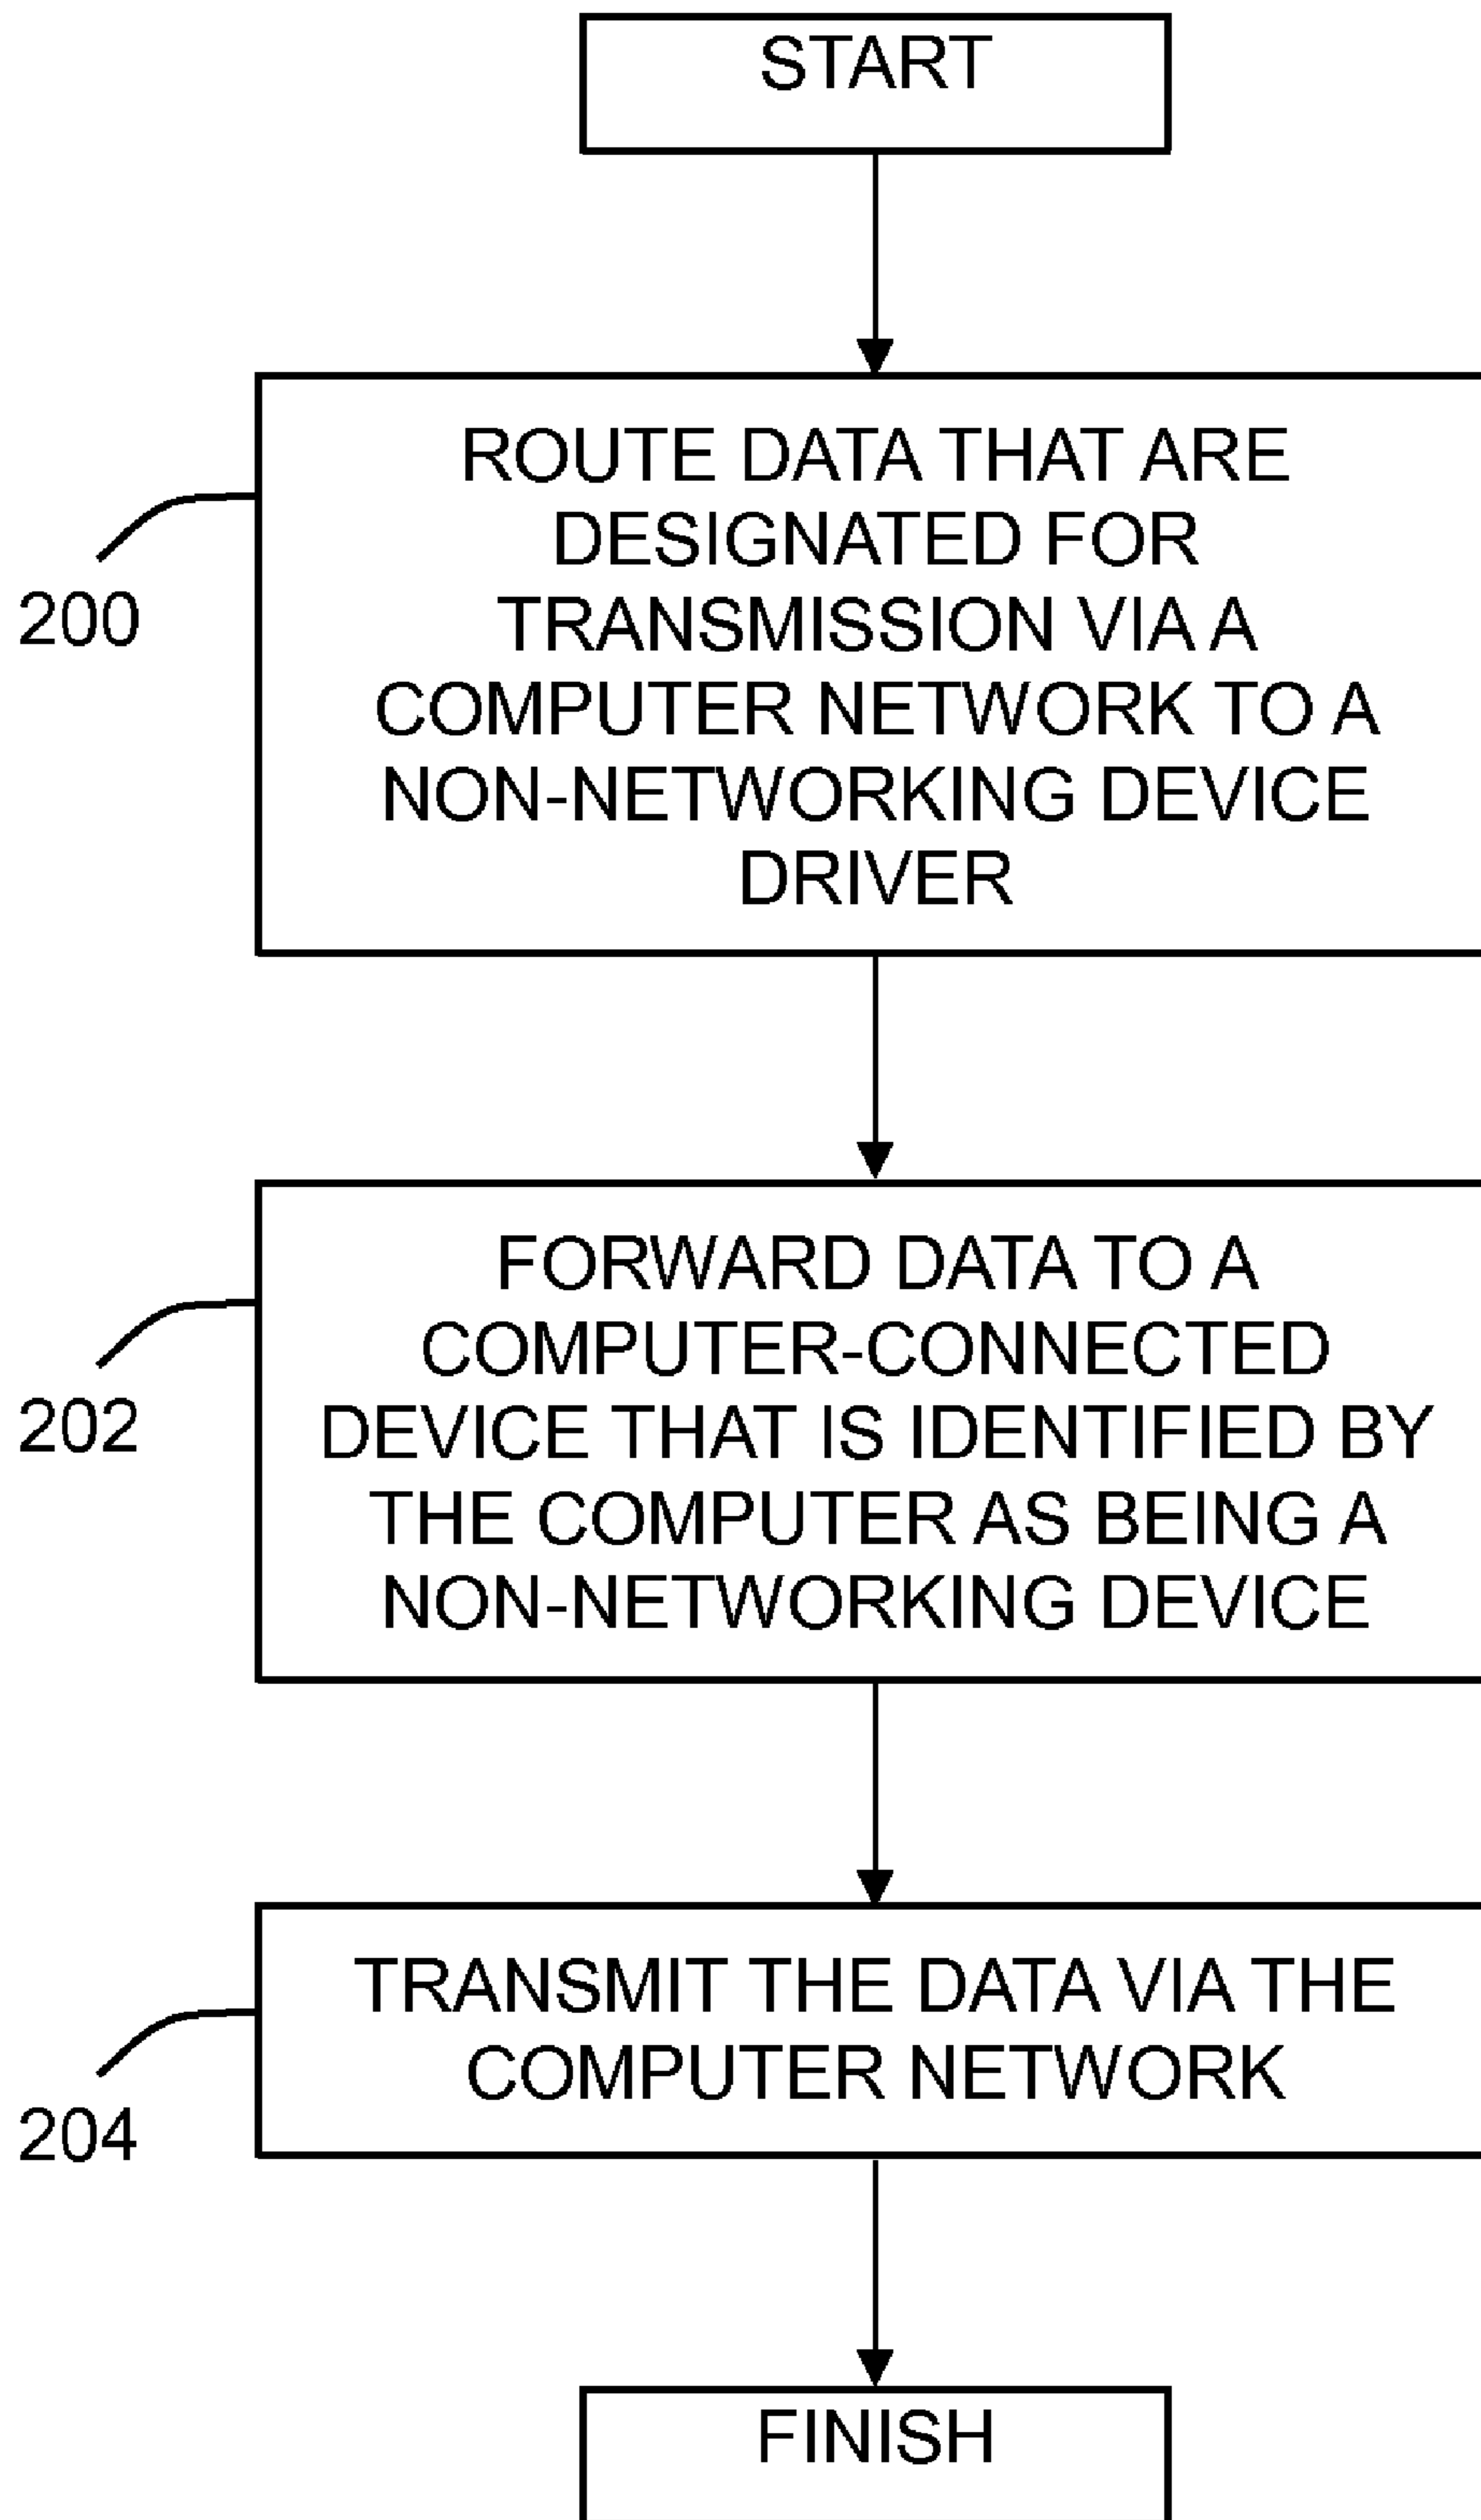 START
ROUTE DATA THAT ARE
DESIGNATED FOR
TRANSMISSION VIA A
COMPUTER NETWORK TO A
NON-NETWORKING DEVICE
DRIVER
200
FORWARD DATA TO A
COMPUTER-CONNECTED
DEVICE THAT IS IDENTIFIED BY
THE COMPUTER AS BEING A
NON-NETWORKING DEVICE
202
TRANSMIT THE DATA VIA THE
COMPUTER NETWORK
204
FINISH